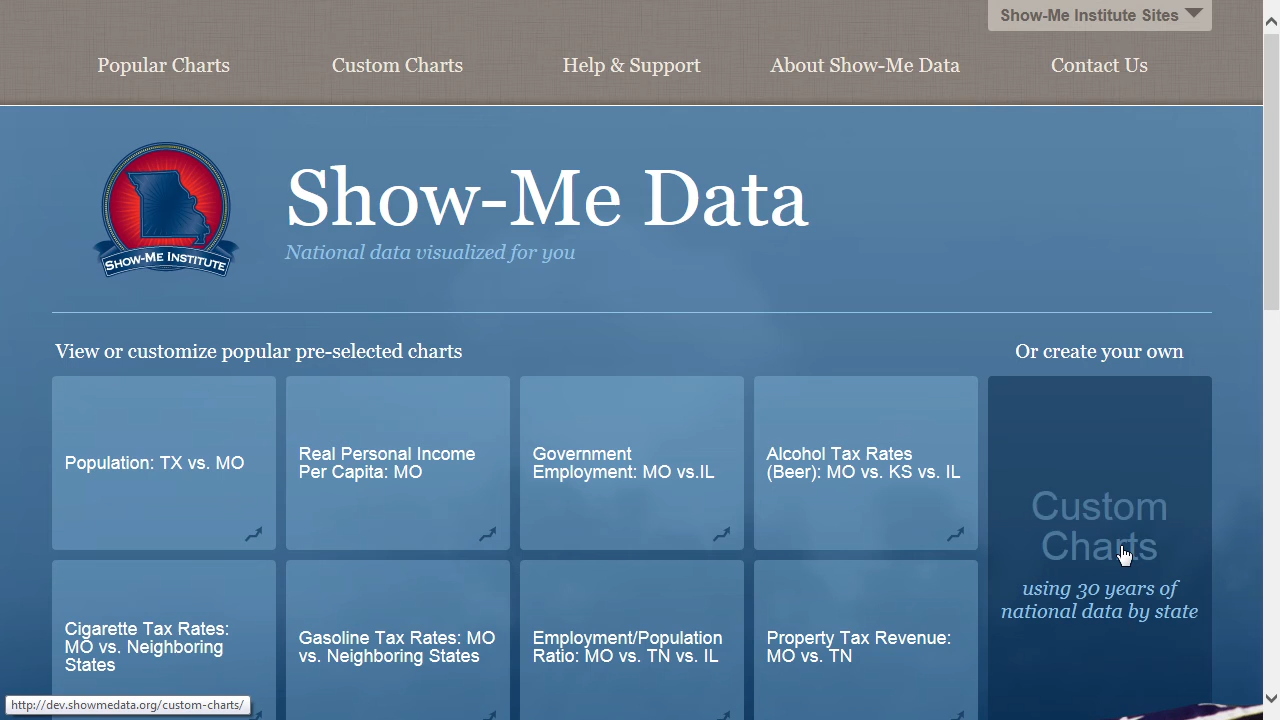 Show-Me Institute Sites
Popular Charts
Custom Charts
Help & Support
About Show-Me Data
Contact Us
SHOW-ME INSTITUTE
Show-Me Data
National data visualized for you
View or customize popular pre-selected charts
Or create your own
Population: TX vs. MO
Real Personal Income
Per Capita: MO
Government
Employment: MO vs.IL
Alcohol Tax Rates
(Beer): MO vs. KS vs. IL
Custom
Charts
using 30 years of
national data by state
Cigarette Tax Rates:
MO vs. Neighboring
States
Gasoline Tax Rates: MO
vs. Neighboring States
Employment/Population
Ratio: MO vs. TN vs. IL
Property Tax Revenue:
MO vs. TN
http://dev.showmedata.org/custom-charts/